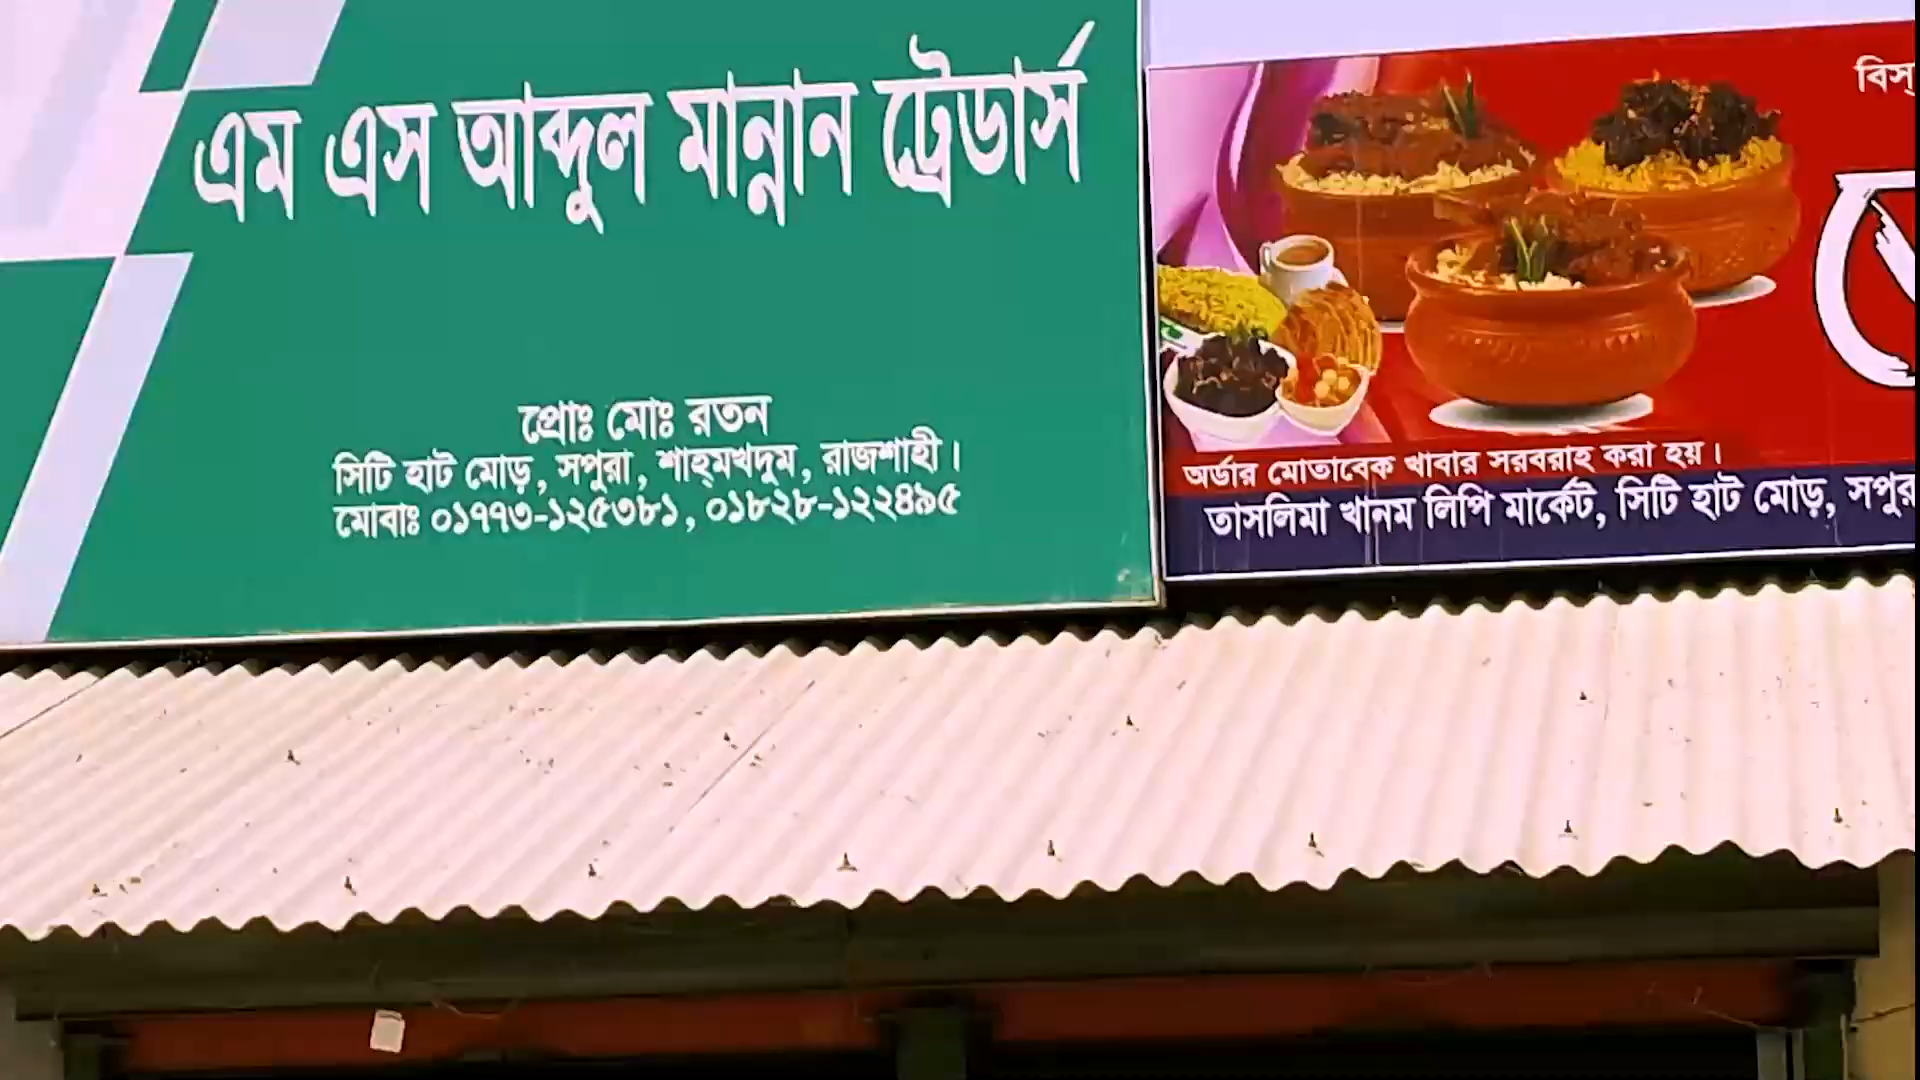 এম এস আব্দুল মান্নান ট্রেডার্স
প্রোঃ মোঃ রতন
সিটি হাট মোড়, সপুরা, শাহ্‌মখদুম, রাজশাহী।
মোবাঃ ০১৭৭৩-১২৫৩৮১, ০১৮২৮-১২২৪৯৫
অর্ডার মোতাবেক খাবার সরবরাহ করা হয়।
তাসলিমা খানম লিপি মার্কেট, সিটি হাট মোড়, সপুর